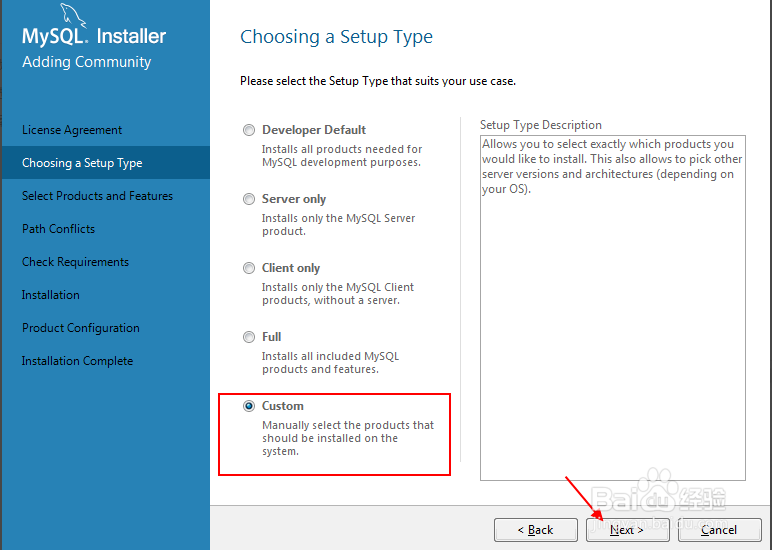 MySQL. Installer
Adding Community
License Agreement
Choosing a Setup Type
Select Products and Features
Path Conflicts
Check Requirements
Installation
Product Configuration
Installation Complete
Choosing a Setup Type
Please select the Setup Type that suits your use case.
Developer Default
Installs all products needed for
MySQL development purposes.
Server only
Installs only the MySQL Server
product.
Client only
Installs only the MySQL Client
products, without a server.
Full
Installs all included MySQL
products and features.
Custom
Manually select the products that
should be installed on the
system.
Setup Type Description
Allows you to select exactly which products you
would like to install. This also allows to pick other
server versions and architectures (depending on
your OS).
Baidu经验
jingyan.baidu.com
< Back
Next >
Cancel